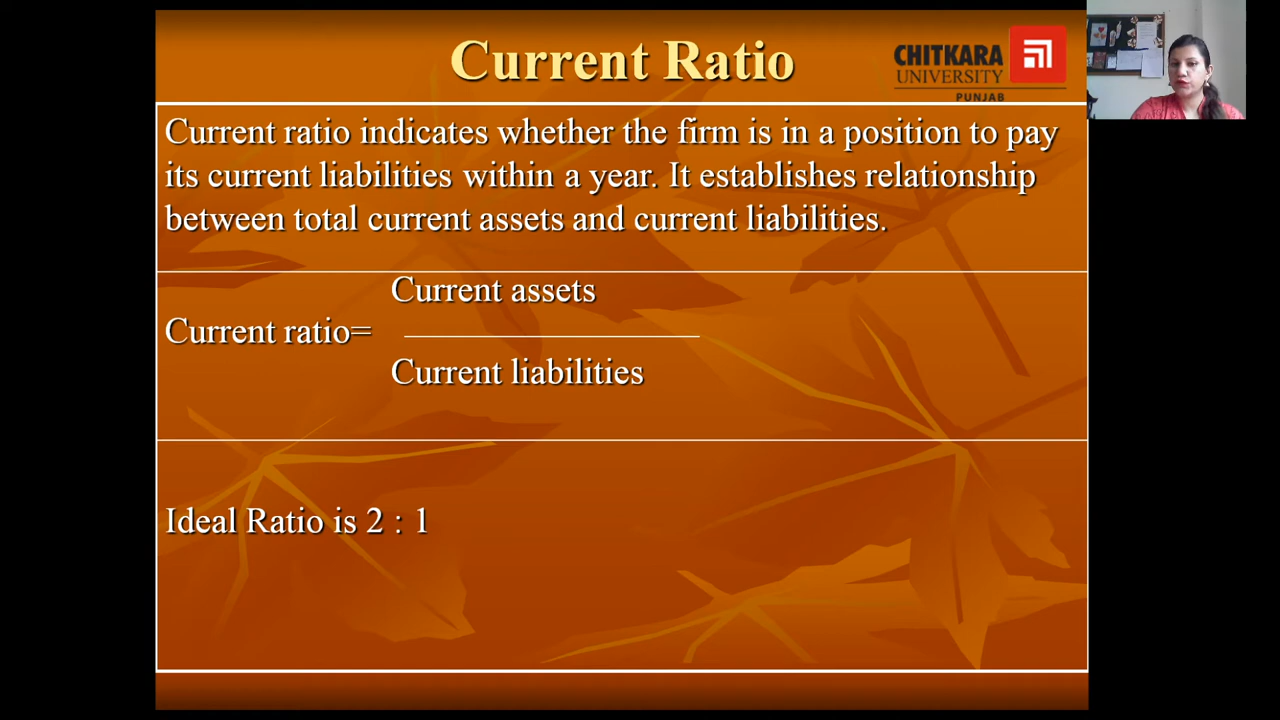 Current Ratio
CHITKARA
UNIVERSITY
PUNJAB
Current ratio indicates whether the firm is in a position to pay
its current liabilities within a year. It establishes relationship
between total current assets and current liabilities.
Current assets
Current ratio=
Current liabilities
Ideal Ratio is 2 : 1